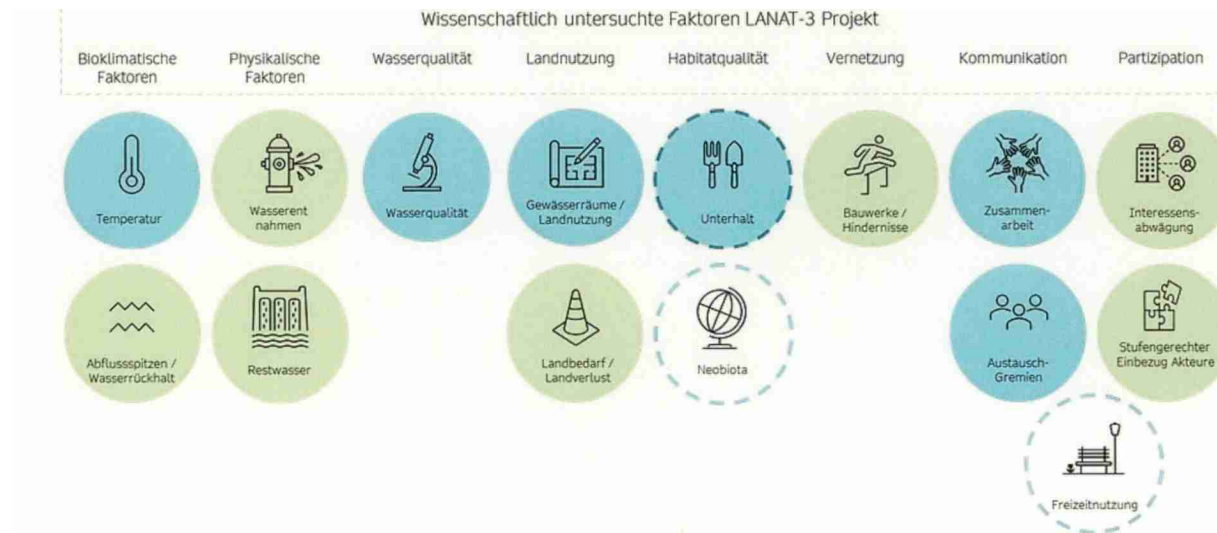 Wissenschaftlich untersuchte Faktoren LANAT-3 Projekt
Bioklimatische
Faktoren
Physikalische
Faktoren
Wasserqualität
Landnutzung
Habitatqualität
Vernetzung
Kommunikation
Partizipation
Temperatur
Wasserent
nahmen
Wasserqualität
Gewässerräume /
Landnutzung
Unterhalt
Bauwerke /
Hindernisse
Zusammen-
arbeit
Interessens-
abwägung
Abflussspitzen /
Wasserrückhalt
Restwasser
Landbedarf /
Landverlust
Neobiota
Austausch-
Gremien
Stufengerechter
Einbezug Akteure
Freizeitnutzung